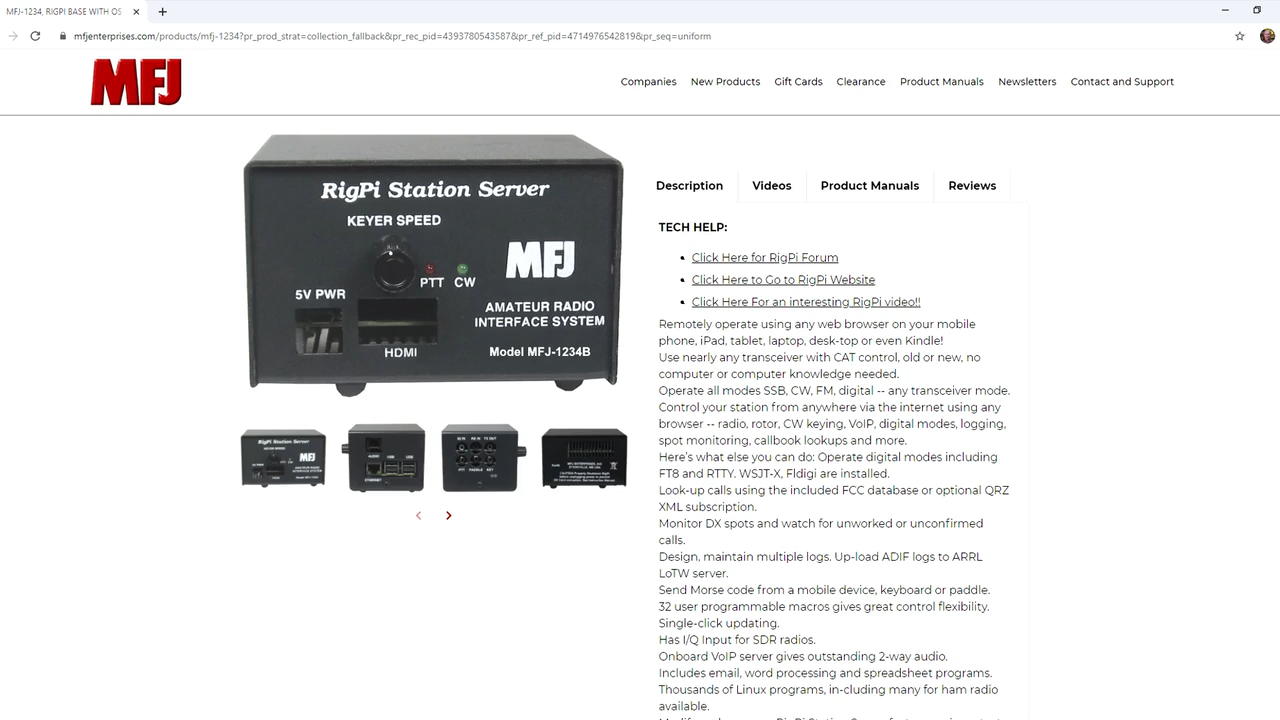 MFJ-1234, RIGPI BASE WITH OS
mfjenterprises.com/products/mfj-1234?pr_prod_strat=collection_fallback&pr_rec_pid=4393780543587&pr_ref_pid=4714976542819&pr_seq=uniform
MFJ
Companies New Products Gift Cards Clearance Product Manuals Newsletters Contact and Support
RigPi Station Server
KEYER SPEED
MFJ
PTT CW
5V PWR
AMATEUR RADIO
INTERFACE SYSTEM
HDMI
Model MFJ-1234B
RigPi Station Server
MFJ
AUDIO
USB USB
ETHERNET
PTT PADDLE KEY
Description Videos Product Manuals Reviews
TECH HELP:
Click Here for RigPi Forum
Click Here to Go to RigPi Website
Click Here For an interesting RigPi video!!
Remotely operate using any web browser on your mobile
phone, iPad, tablet, laptop, desk-top or even Kindle!
Use nearly any transceiver with CAT control, old or new, no
computer or computer knowledge needed.
Operate all modes SSB, CW, FM, digital -- any transceiver mode.
Control your station from anywhere via the internet using any
browser -- radio, rotor, CW keying, VoIP, digital modes, logging,
spot monitoring, callbook lookups and more.
Here's what else you can do: Operate digital modes including
FT8 and RTTY. WSJT-X, Fldigi are installed.
Look-up calls using the included FCC database or optional QRZ
XML subscription.
Monitor DX spots and watch for unworked or unconfirmed
calls.
Design, maintain multiple logs. Up-load ADIF logs to ARRL
LoTW server.
Send Morse code from a mobile device, keyboard or paddle.
32 user programmable macros gives great control flexibility.
Single-click updating.
Has I/Q Input for SDR radios.
Onboard VoIP server gives outstanding 2-way audio.
Includes email, word processing and spreadsheet programs.
Thousands of Linux programs, in-cluding many for ham radio
available.